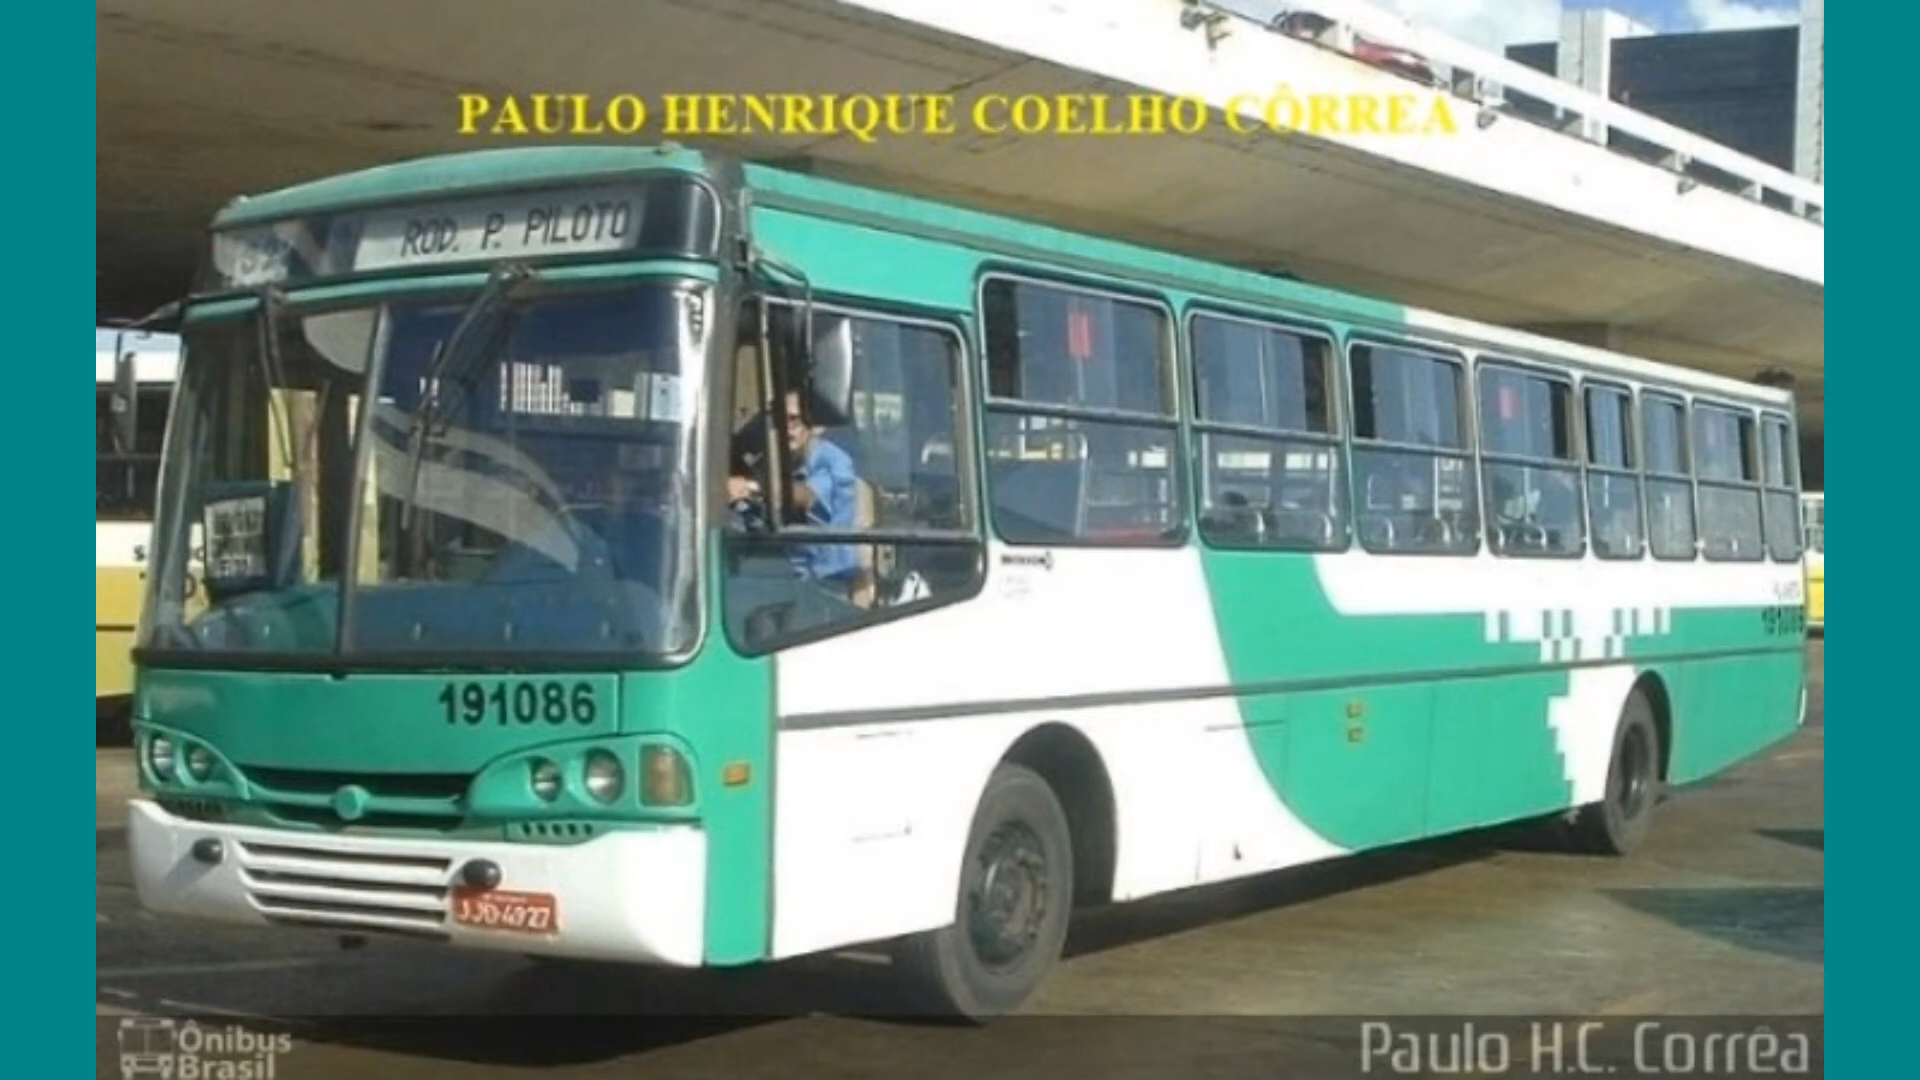 PAULO HENRIQUE COELHO CÔRREA
ROD. P. PILOTO
191086
191086
JJD-4927
Ônibus
Brasil
Paulo H.C. Corrêa